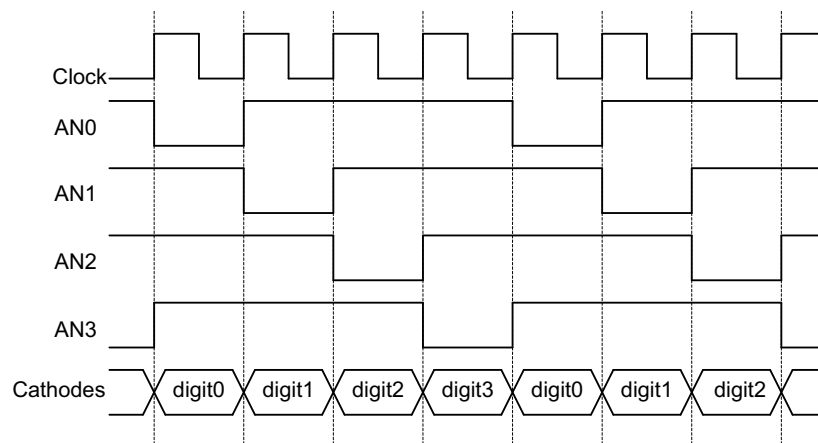 Clock
AN0
AN1
AN2
AN3
Cathodes digit0 digit1 digit2 digit3 digit0 digit1 digit2